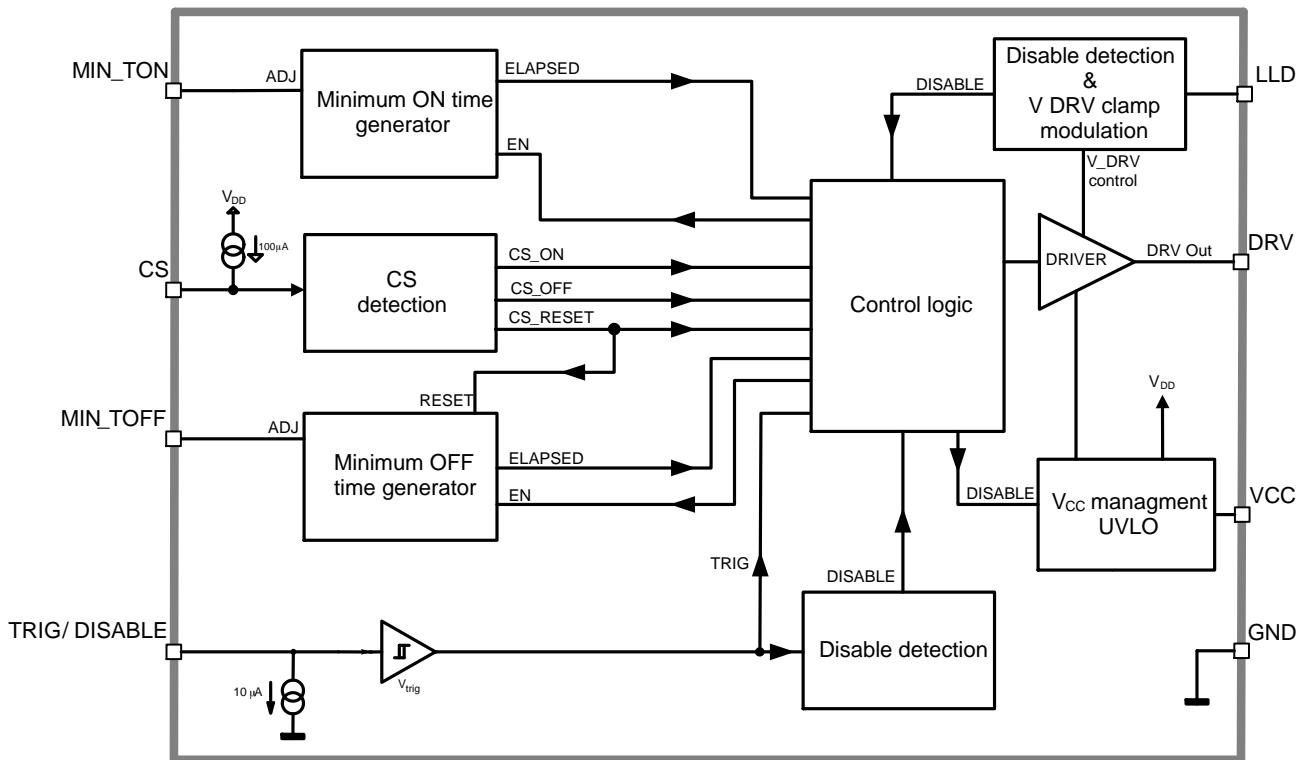 MIN_TON
ADJ
Minimum ON time
generator
ELAPSED
EN
DISABLE
Disable detection
&
V DRV clamp
modulation
LLD
V_DRV
control
VDD
100μA
CS
CS
detection
CS_ON
CS_OFF
CS_RESET
Control logic
DRIVER
DRV Out
DRV
RESET
MIN_TOFF
ADJ
Minimum OFF
time generator
ELAPSED
EN
VDD
DISABLE
VCC managment
UVLO
VCC
TRIG
DISABLE
TRIG/ DISABLE
10 μA
Vtrig
Disable detection
GND